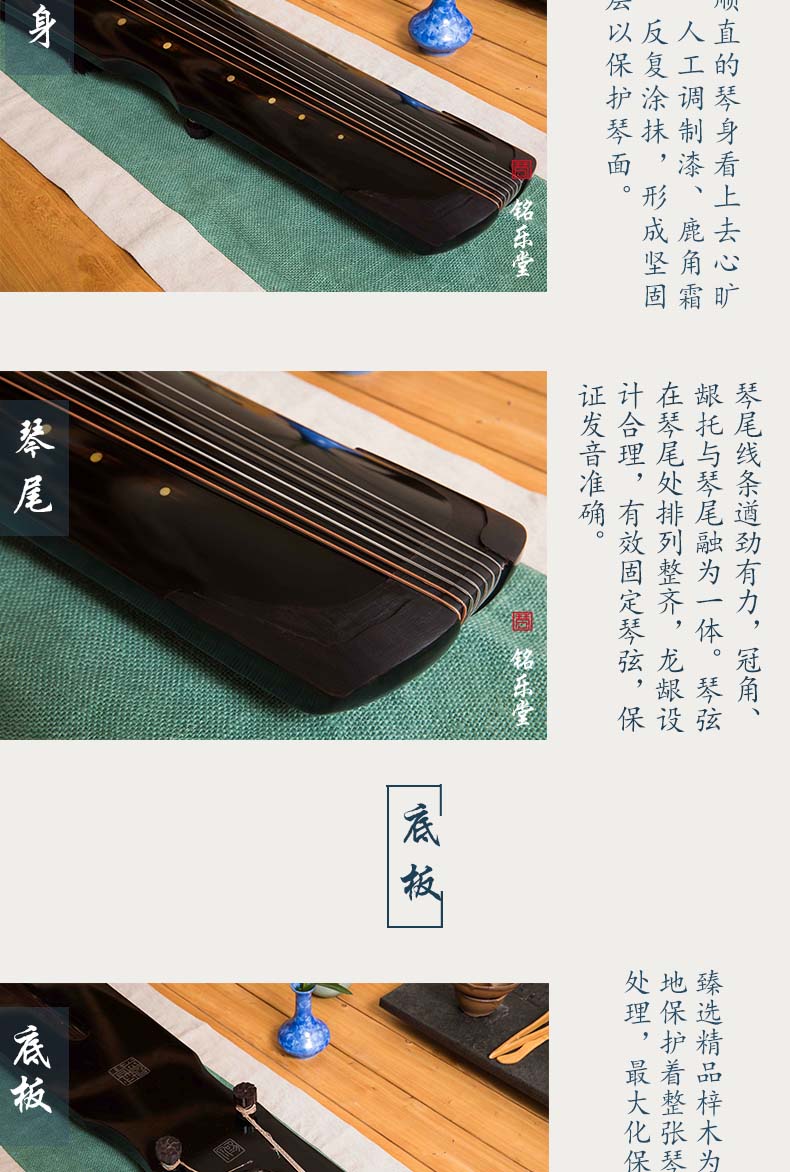 身
顺直的琴身看上去心旷
人工调制漆、鹿角霜
反复涂抹，形成坚固
层以保护琴面。
铭乐堂
琴尾
琴尾线条遒劲有力，冠角、
龈托与琴尾融为一体。琴弦
在琴尾处排列整齐，龙龈设
计合理，有效固定琴弦，保
证发音准确。
铭乐堂
底板
底板
臻选精品梓木为
地保护着整张琴
处理，最大化保